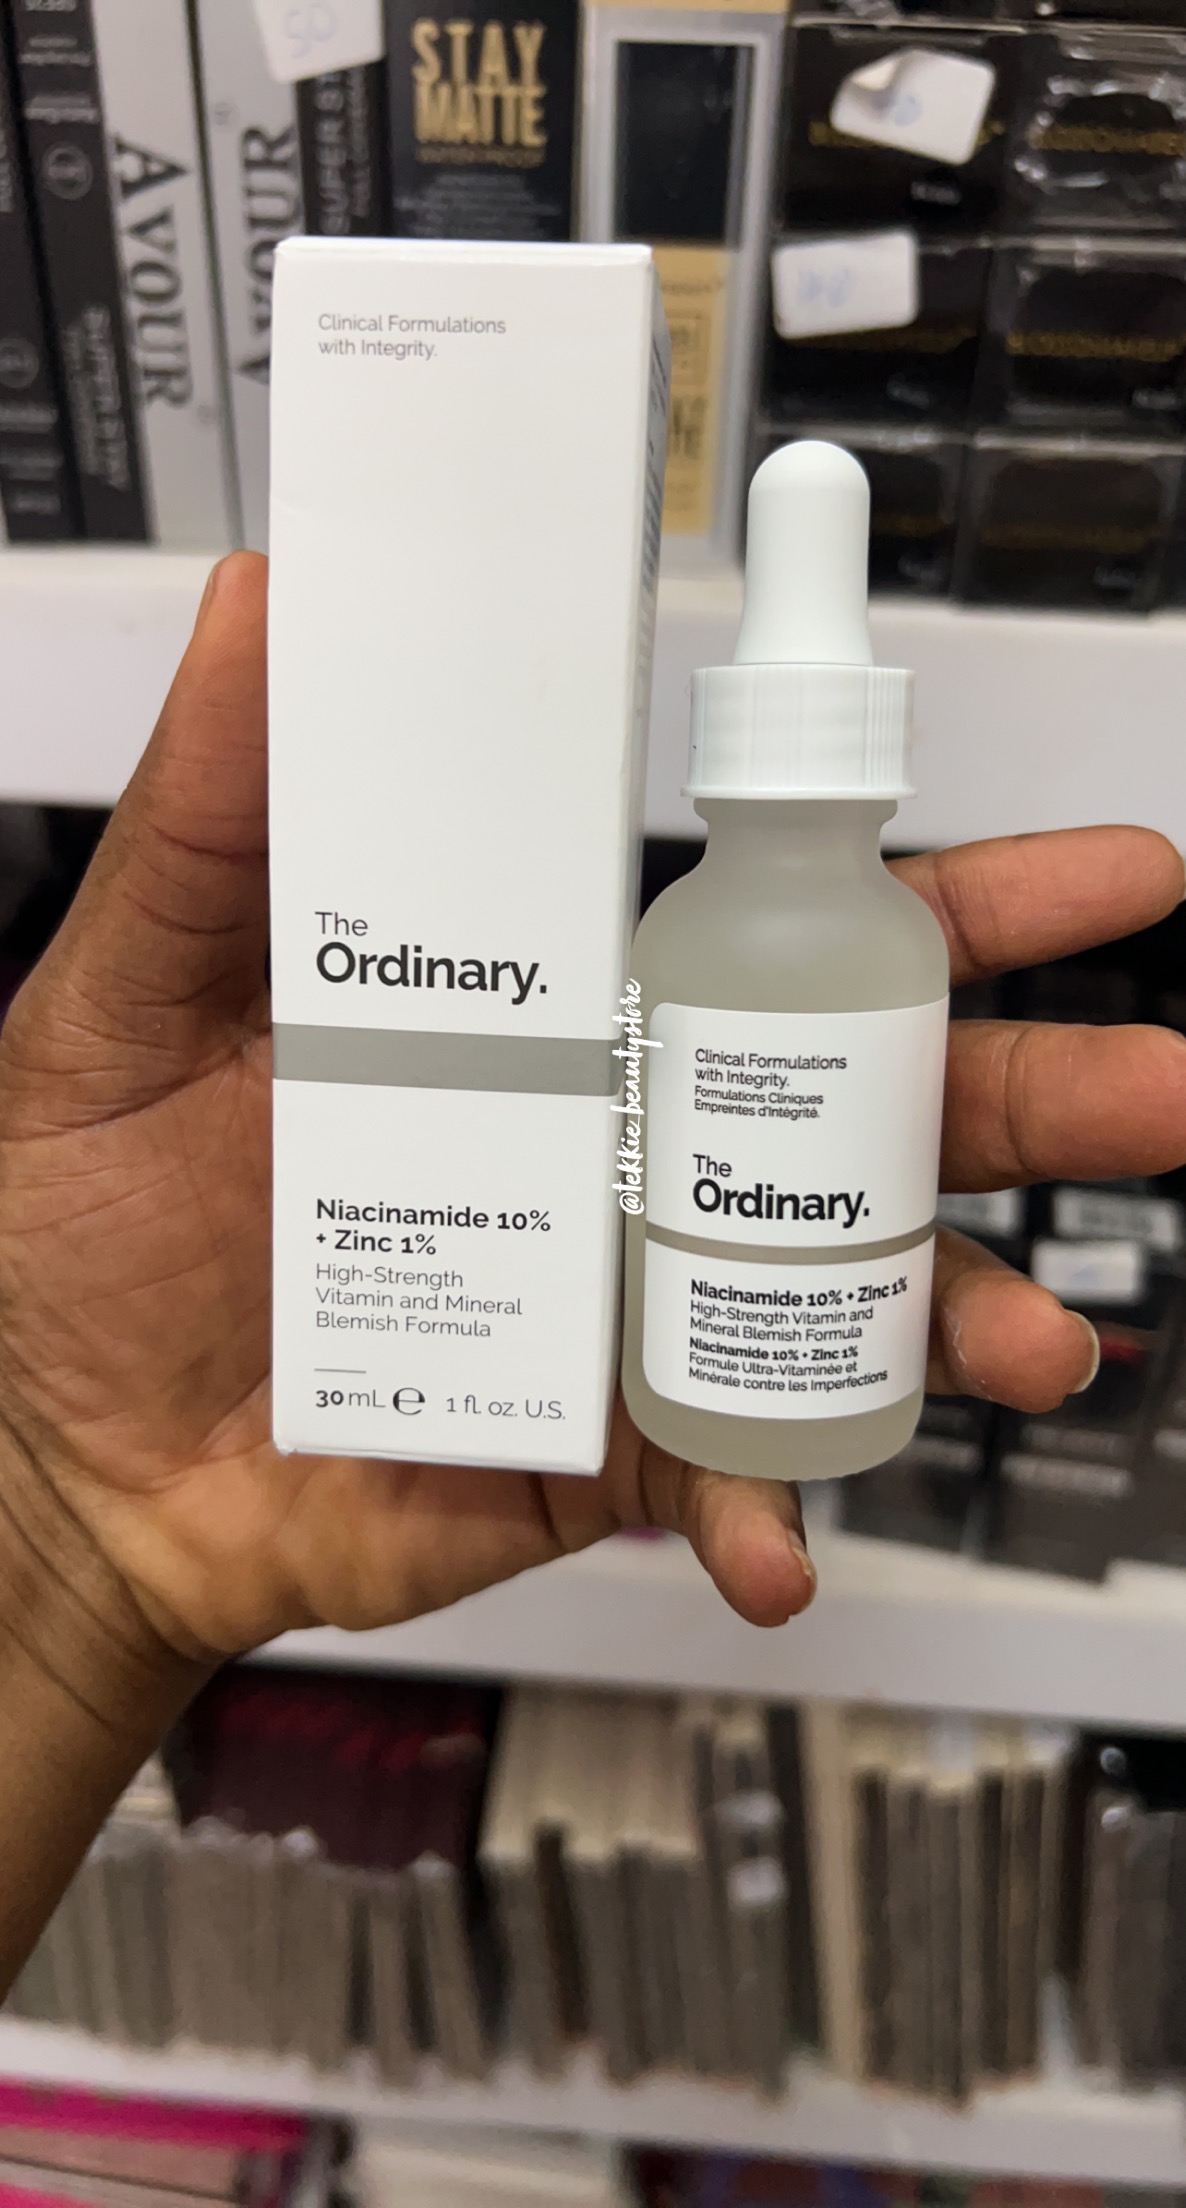 50
STAY
MATTE
AVOUR
AVOUR
SUPER
Clinical Formulations
with Integrity.
The
Ordinary.
Niacinamide 10%
+ Zinc 1%
High-Strength
Vitamin and Mineral
Blemish Formula
30 mL ℮ 1 fl. oz. U.S.
@tekkie_beautystore
Clinical Formulations
with Integrity.
Formulations Cliniques
Empreintes d'Intégrité.
The
Ordinary.
Niacinamide 10% + Zinc 1%
High-Strength Vitamin and
Mineral Blemish Formula
Niacinamide 10% + Zinc 1%
Formule Ultra-Vitaminée et
Minérale contre les Imperfections